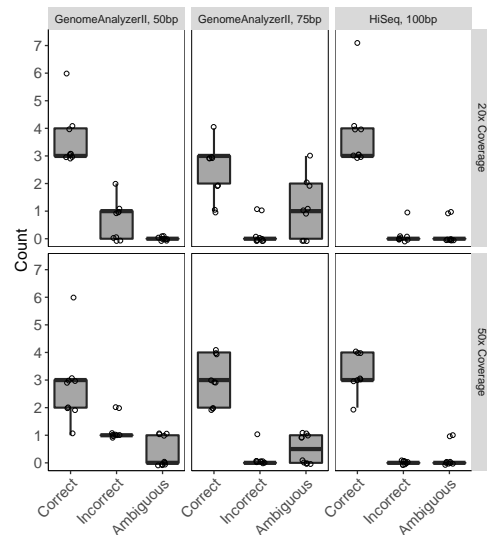 GenomeAnalyzerII, 50bp
GenomeAnalyzerII, 75bp
HiSeq, 100bp
7
6
5
4
3
2
1
0
20x Coverage
Count
7
6
5
4
3
2
1
0
50x Coverage
Correct
Incorrect
Ambiguous
Correct
Incorrect
Ambiguous
Correct
Incorrect
Ambiguous